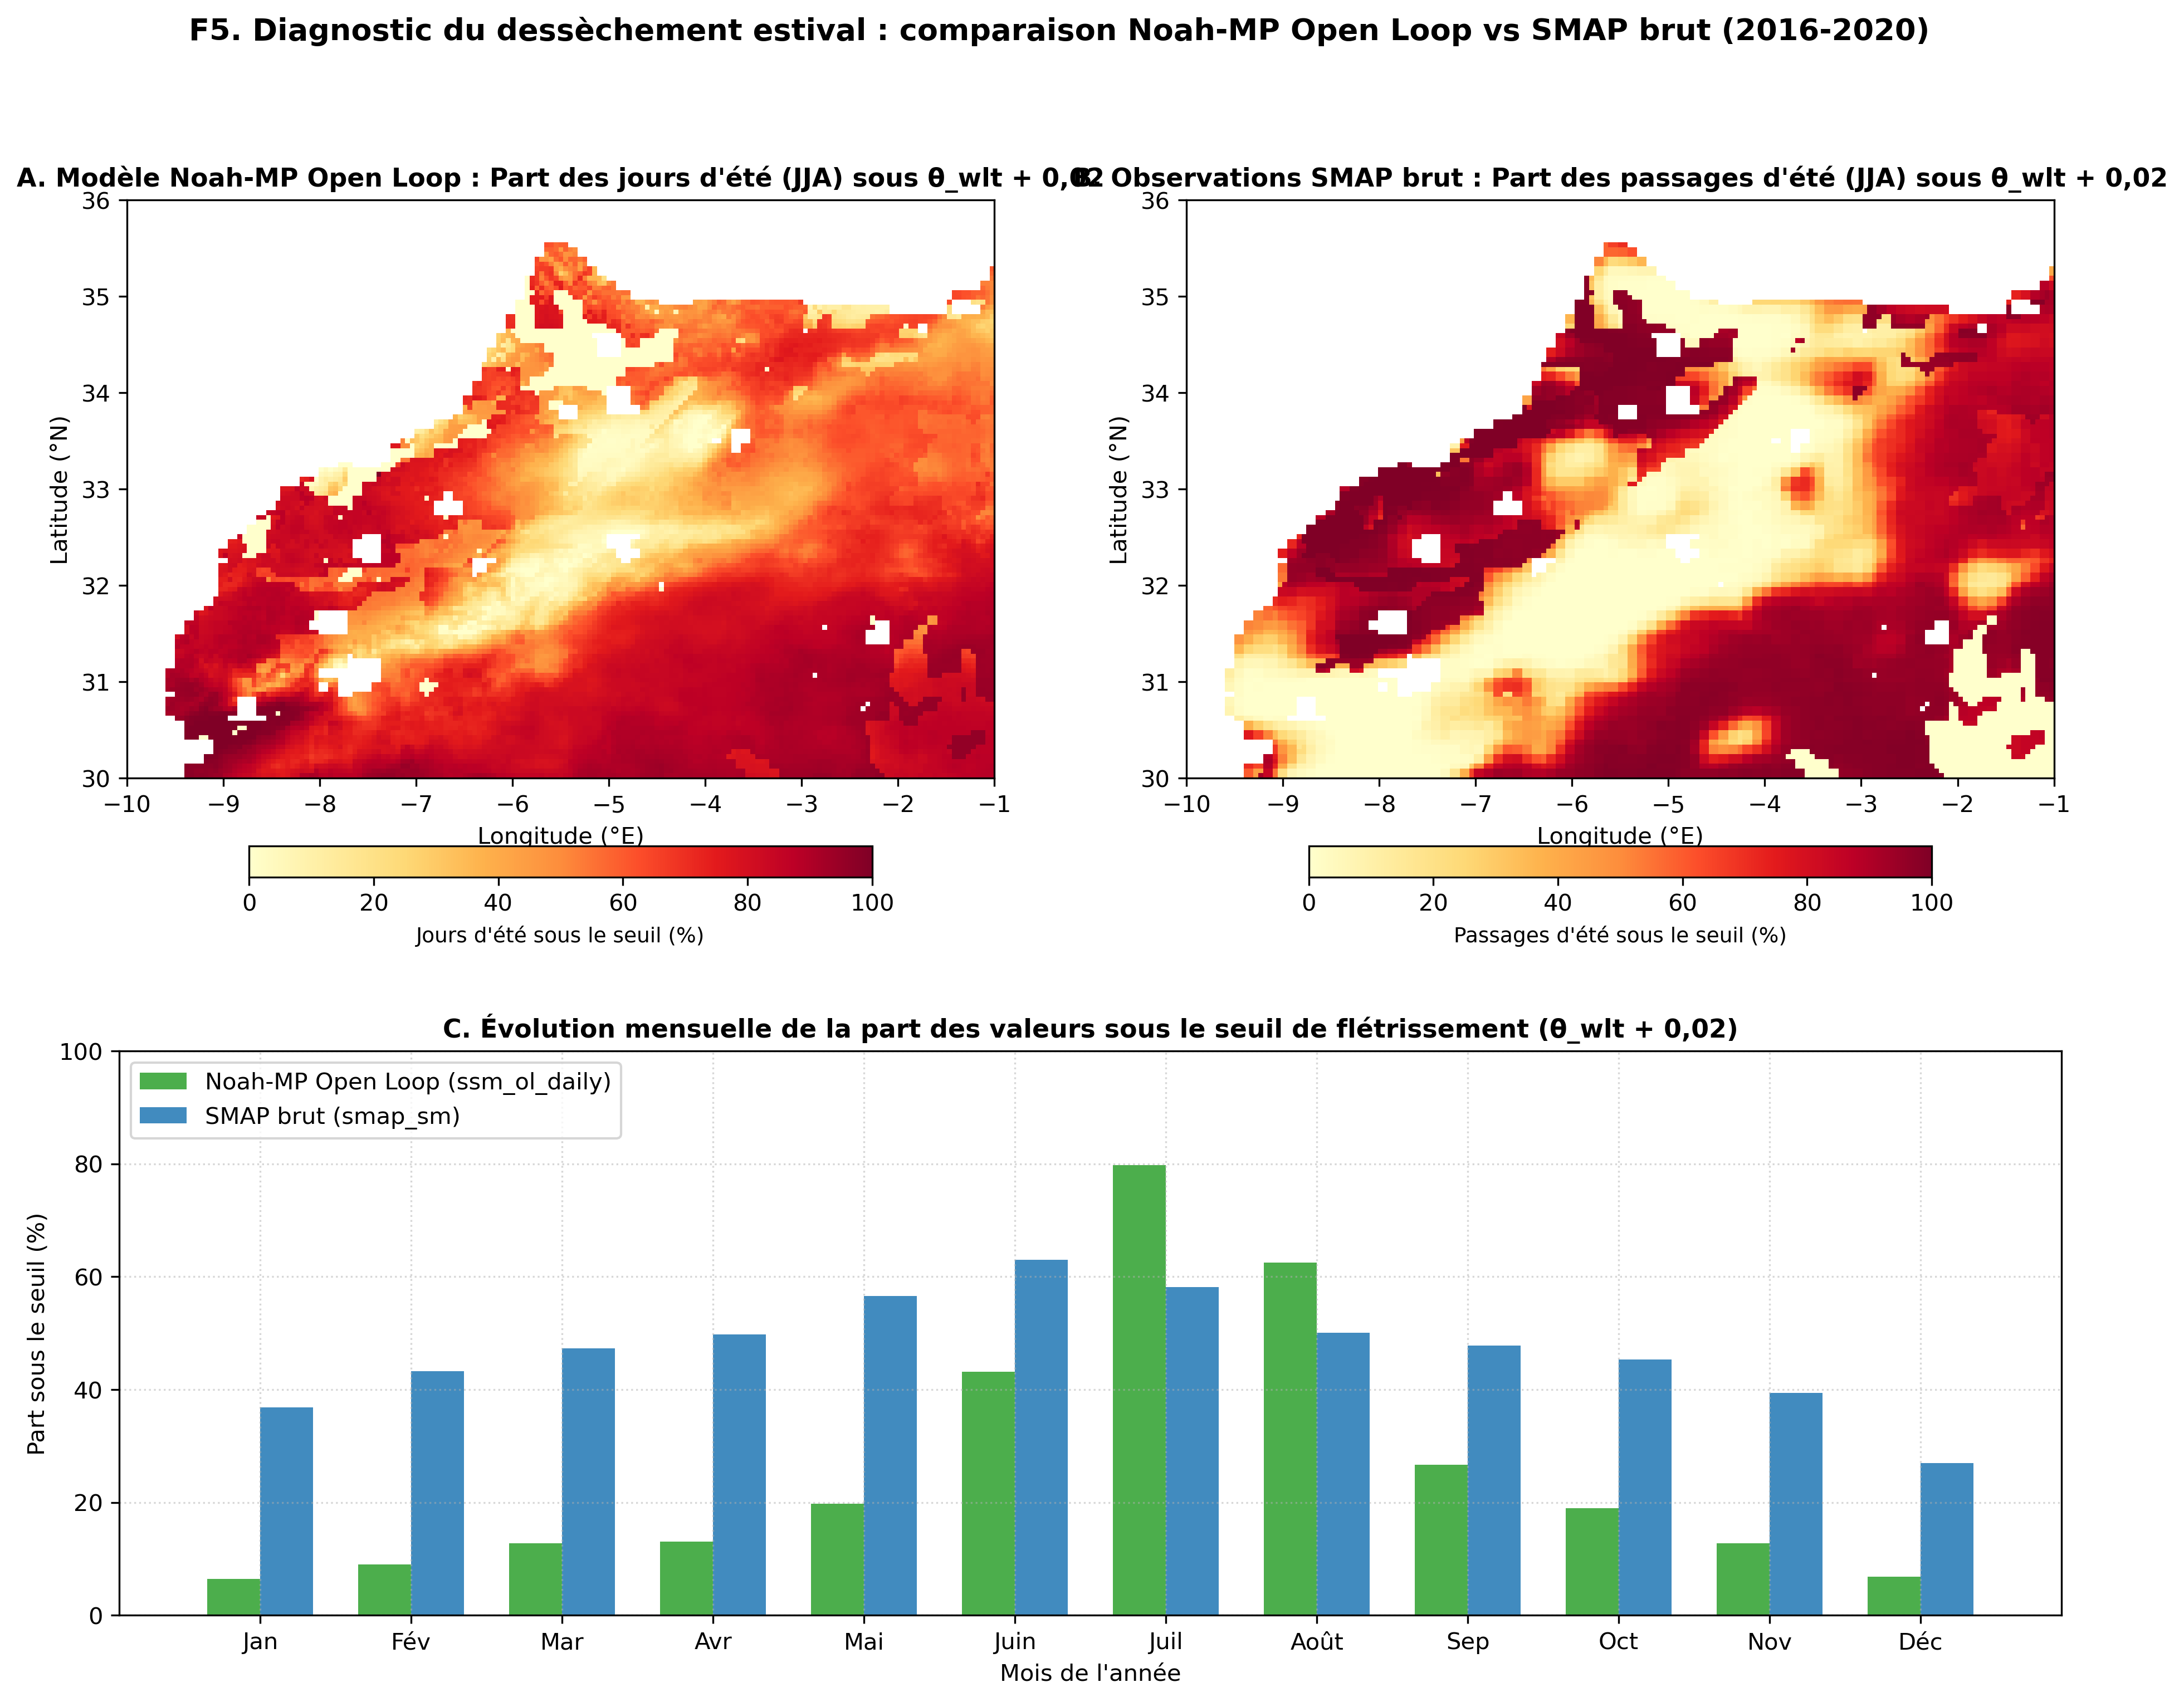 F5. Diagnostic du dessèchement estival : comparaison Noah-MP Open Loop vs SMAP brut (2016-2020)
A. Modèle Noah-MP Open Loop : Part des jours d'été (JJA) sous θ_wlt + 0,02
36
35
34
33
32
31
30
Latitude (°N)
−10 −9 −8 −7 −6 −5 −4 −3 −2 −1
Longitude (°E)
0 20 40 60 80 100
Jours d'été sous le seuil (%)
B. Observations SMAP brut : Part des passages d'été (JJA) sous θ_wlt + 0,02
36
35
34
33
32
31
30
Latitude (°N)
−10 −9 −8 −7 −6 −5 −4 −3 −2 −1
Longitude (°E)
0 20 40 60 80 100
Passages d'été sous le seuil (%)
C. Évolution mensuelle de la part des valeurs sous le seuil de flétrissement (θ_wlt + 0,02)
Noah-MP Open Loop (ssm_ol_daily)
SMAP brut (smap_sm)
100
80
60
40
20
0
Part sous le seuil (%)
Jan Fév Mar Avr Mai Juin Juil Août Sep Oct Nov Déc
Mois de l'année